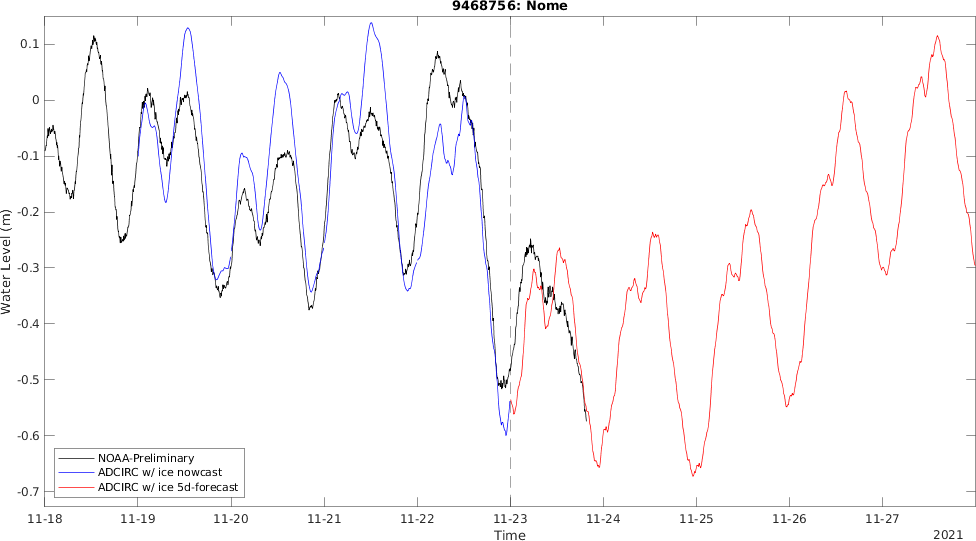 9468756: Nome
Water Level (m)
0.1
0
-0.1
-0.2
-0.3
-0.4
-0.5
-0.6
-0.7
NOAA-Preliminary
ADCIRC w/ ice nowcast
ADCIRC w/ ice 5d-forecast
11-18 11-19 11-20 11-21 11-22 11-23 11-24 11-25 11-26 11-27
Time
2021